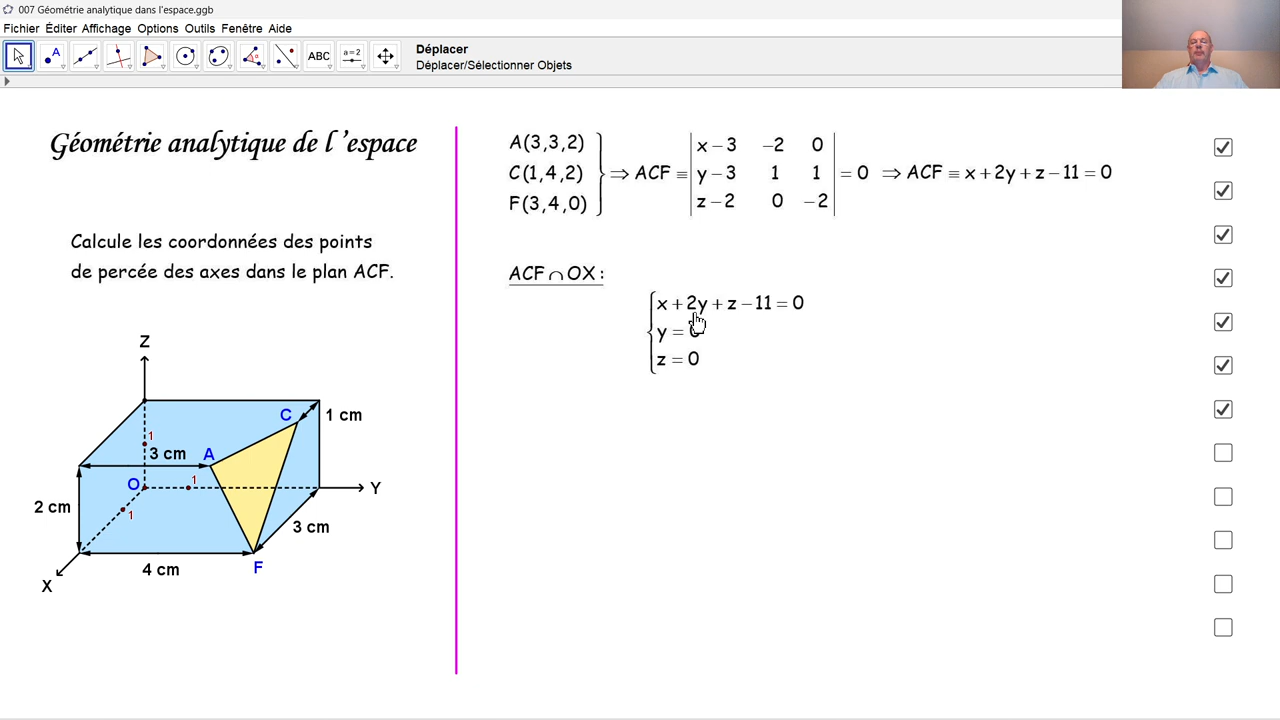 007 Géométrie analytique dans l'espace.ggb
Fichier Éditer Affichage Options Outils Fenêtre Aide
A ABC a=2
Déplacer
Déplacer/Sélectionner Objets
Géométrie analytique de l 'espace
Calcule les coordonnées des points
de percée des axes dans le plan ACF.
A(3,3,2)
C(1,4,2)
F(3,4,0)
⇒ ACF ≡
x − 3 −2 0
y − 3 1 1
z − 2 0 −2
= 0 ⇒ ACF ≡ x + 2y + z − 11 = 0
ACF ∩ OX :
x + 2y + z − 11 = 0
y = 0
z = 0
Z
C
1 cm
1
3 cm
A
O
1
Y
2 cm
1
3 cm
4 cm
F
X